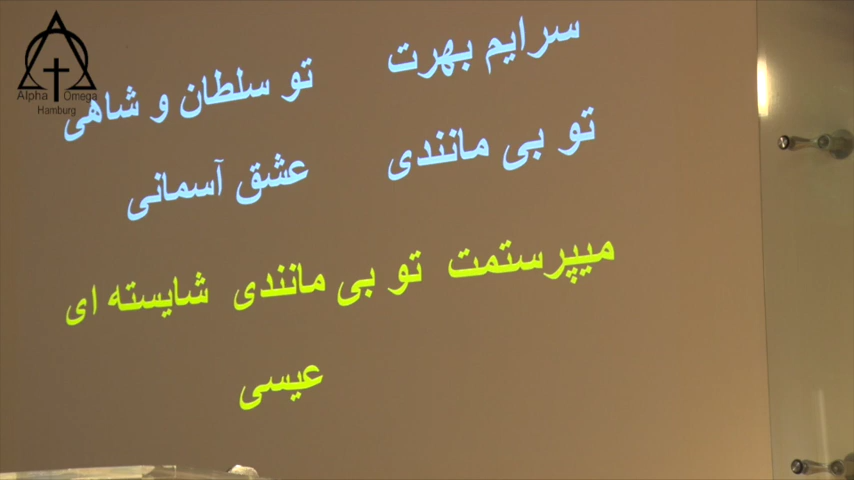 Alpha Omega
Hamburg
سرایم بهرت تو سلطان و شاهی
تو بی مانندی عشق آسمانی
میپرستمت تو بی مانندی شایسته ای
عیسی